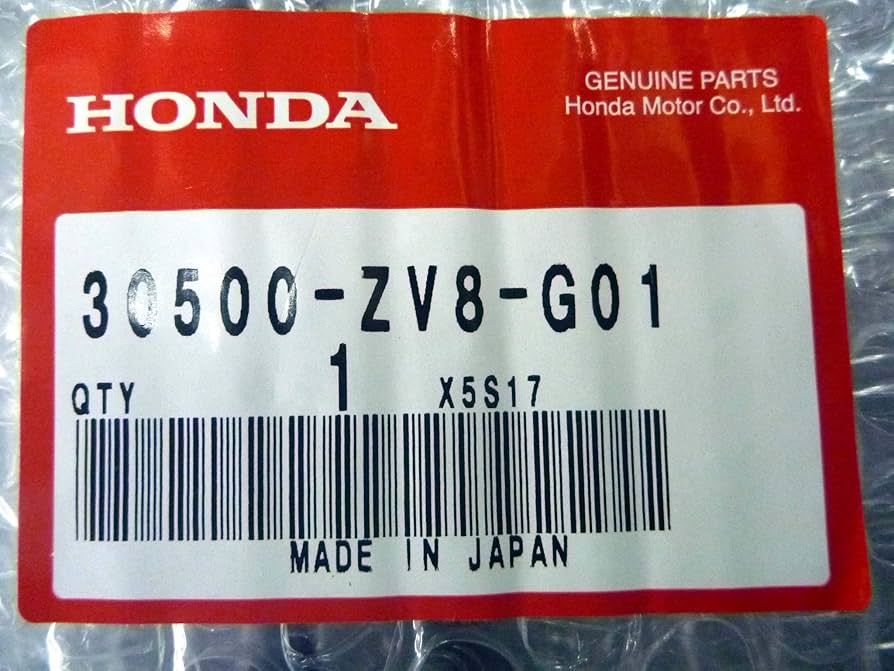 HONDA
GENUINE PARTS
Honda Motor Co., Ltd.
30500-ZV8-G01
QTY 1 X5S17
MADE IN JAPAN